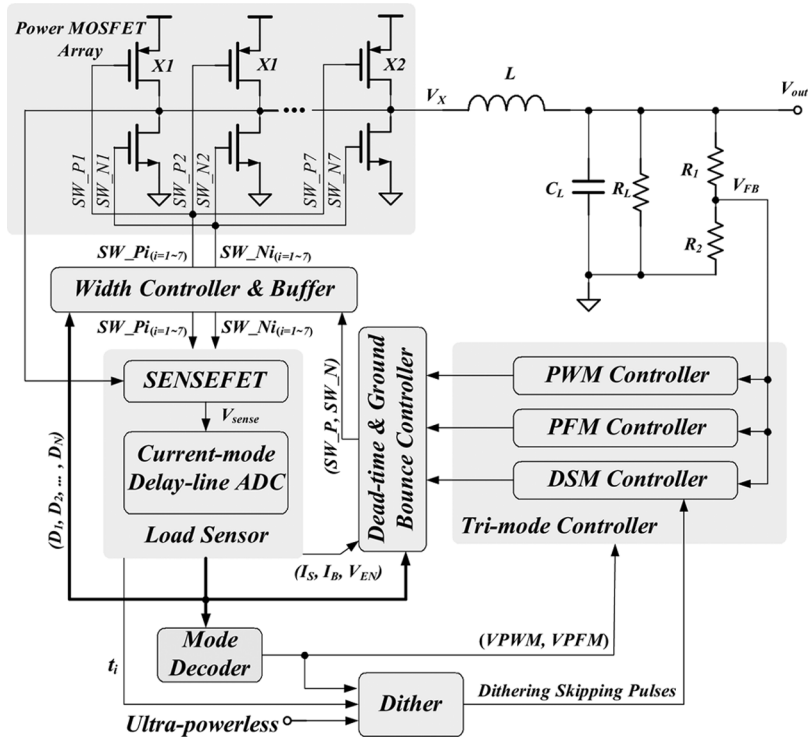 Power MOSFET
Array
X1
X1
X2
SW_P1
SW_N1
SW_P2
SW_N2
SW_P7
SW_N7
V_X
L
V_out
C_L
R_L
R_1
V_FB
R_2
SW_Pi(i=1~7)
SW_Ni(i=1~7)
Width Controller & Buffer
SW_Pi(i=1~7)
SW_Ni(i=1~7)
SENSEFET
V_sense
Current-mode
Delay-line ADC
Load Sensor
(D_1, D_2, ... , D_N)
(SW_P, SW_N)
Dead-time & Ground
Bounce Controller
PWM Controller
PFM Controller
DSM Controller
Tri-mode Controller
(I_S, I_B, V_EN)
Mode
Decoder
(VPWM, VPFM)
t_i
Dither
Dithering Skipping Pulses
Ultra-powerless